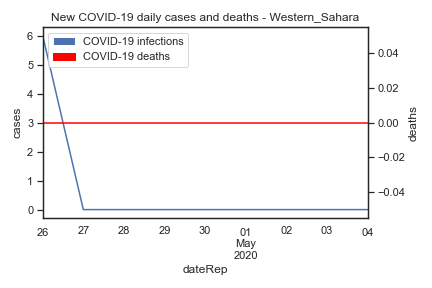 New COVID-19 daily cases and deaths - Western_Sahara
COVID-19 infections
COVID-19 deaths
6
5
4
3
2
1
0
cases
0.04
0.02
0.00
−0.02
−0.04
deaths
26 27 28 29 30 01 02 03 04
May
2020
dateRep